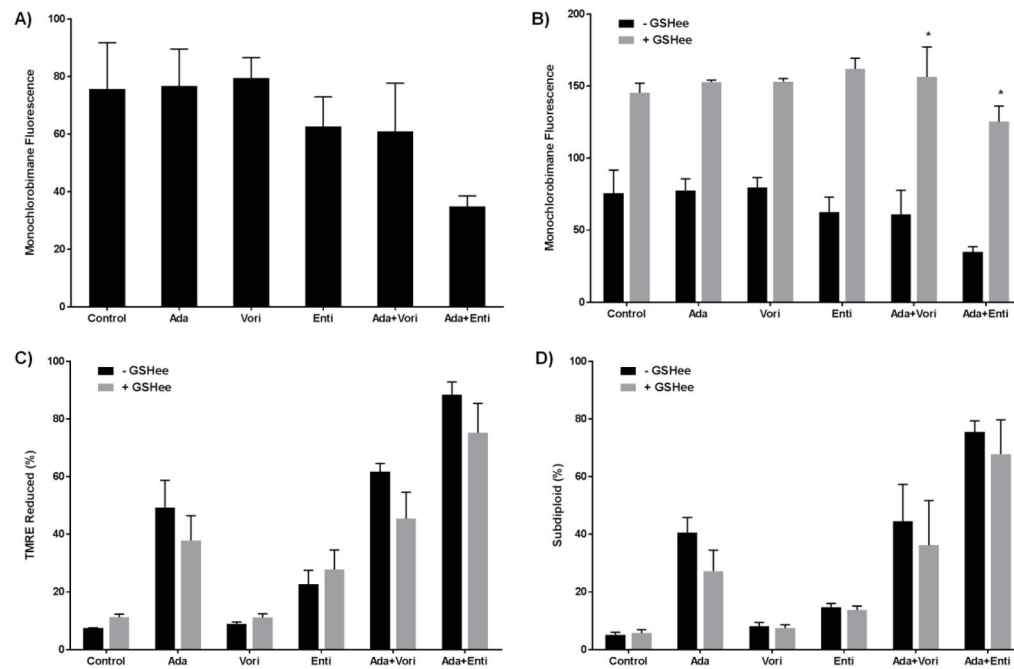 A)
Monochlorobimane Fluorescence
100
80
60
40
20
0
Control Ada Vori Enti Ada+Vori Ada+Enti
B)
Monochlorobimane Fluorescence
200
150
100
50
0
- GSHee
+ GSHee
*
*
Control Ada Vori Enti Ada+Vori Ada+Enti
C)
TMRE Reduced (%)
100
80
60
40
20
0
- GSHee
+ GSHee
Control Ada Vori Enti Ada+Vori Ada+Enti
D)
Subdiploid (%)
100
80
60
40
20
0
- GSHee
+ GSHee
Control Ada Vori Enti Ada+Vori Ada+Enti